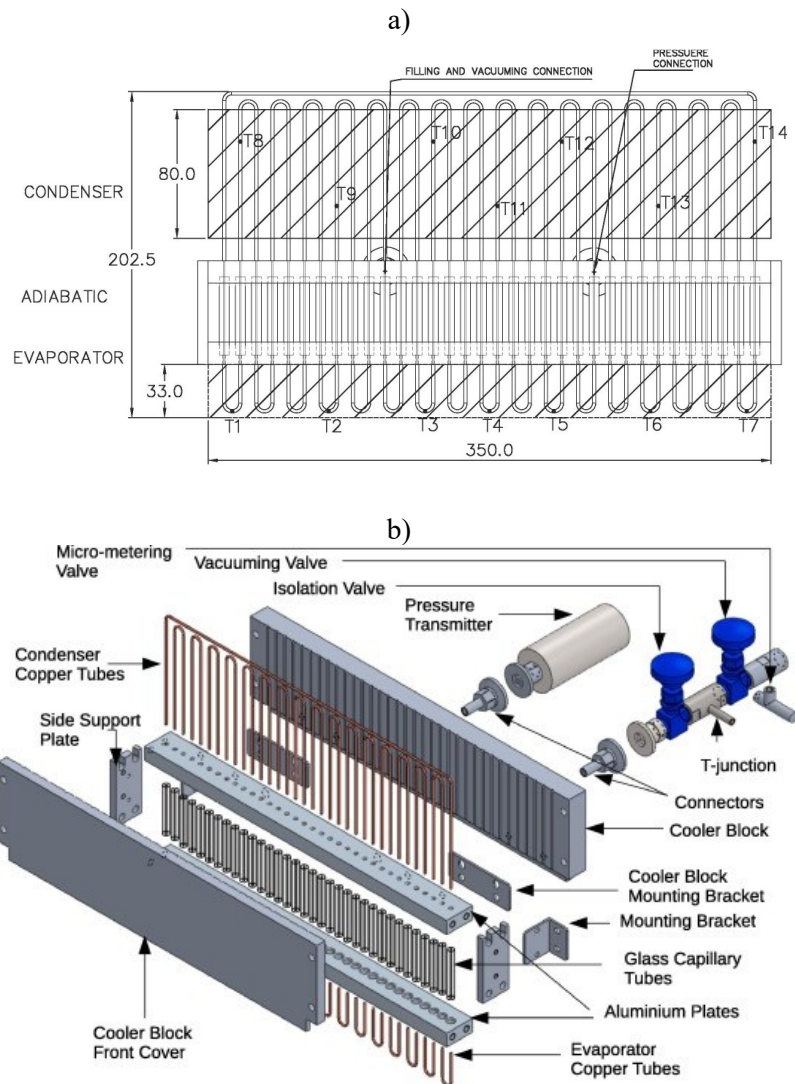 a)
PRESSUERE
CONNECTION
FILLING AND VACUUMING CONNECTION
T8
T10
T12
T14
80.0
CONDENSER
T9
T11
T13
202.5
ADIABATIC
EVAPORATOR
33.0
T1
T2
T3
T4
T5
T6
T7
350.0
b)
Micro-metering
Valve
Vacuuming Valve
Isolation Valve
Pressure
Transmitter
Condenser
Copper Tubes
Side Support
Plate
T-junction
Connectors
Cooler Block
Cooler Block
Mounting Bracket
Mounting Bracket
Glass Capillary
Tubes
Aluminium Plates
Cooler Block
Front Cover
Evaporator
Copper Tubes